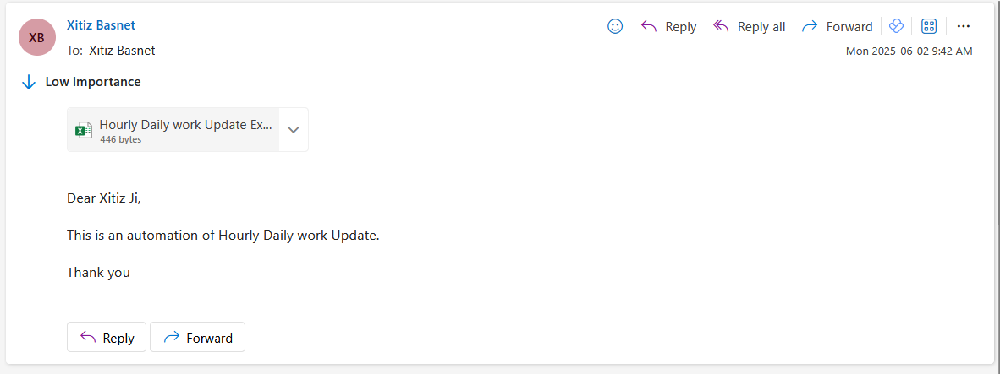 XB
Xitiz Basnet
Reply
Reply all
Forward
To: Xitiz Basnet
Mon 2025-06-02 9:42 AM
Low importance
Hourly Daily work Update Ex...
446 bytes
Dear Xitiz Ji,
This is an automation of Hourly Daily work Update.
Thank you
Reply
Forward